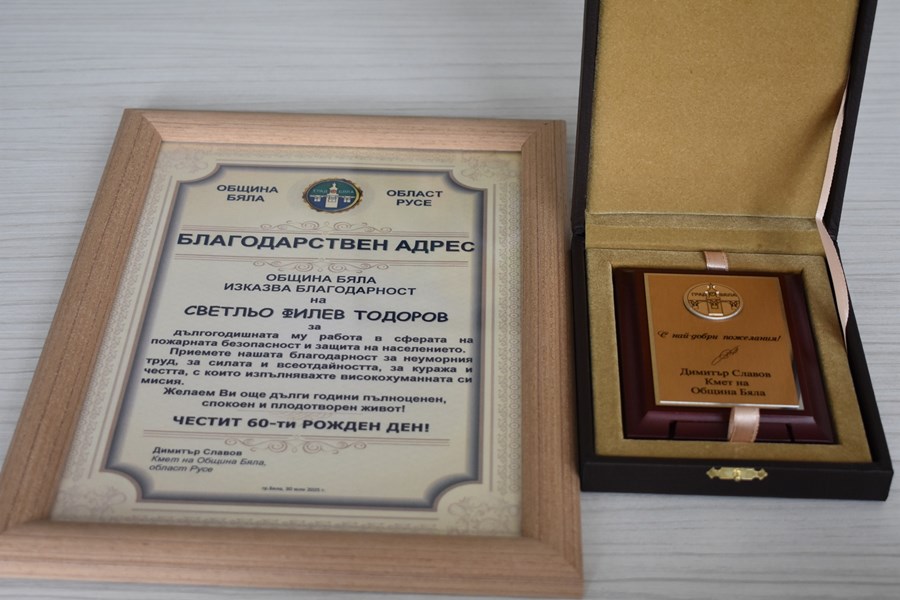 ОБЩИНА
БЯЛА
ОБЛАСТ
РУСЕ
БЛАГОДАРСТВЕН АДРЕС
ОБЩИНА БЯЛА
ИЗКАЗВА БЛАГОДАРНОСТ
на
СВЕТЛЬО ФИЛЕВ ТОДОРОВ
за
дългогодишната му работа в сферата на
пожарната безопасност и защита на населението.
Приемете нашата благодарност за неуморния
труд, за силата и всеотдайността, за куража и
честта, с които изпълнявахте високохуманната си
мисия.
Желаем Ви още дълги години пълноценен,
спокоен и плодотворен живот!
ЧЕСТИТ 60-ти РОЖДЕН ДЕН!
Димитър Славов
Кмет на Община Бяла,
област Русе
ГРАД БЯЛА
С най-добри пожелания!
Димитър Славов
Кмет на
Община Бяла